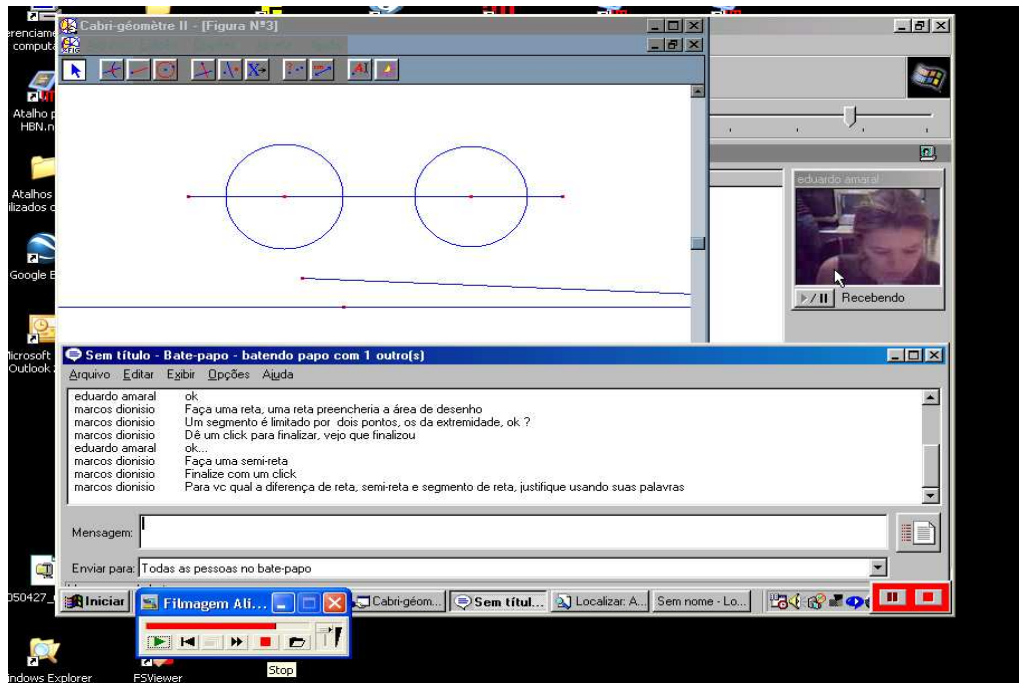 Cabri-géomètre II - [Figura Nº3]
erenciame
computa
Atalho p
HBN.n
Atalhos
ilizados d
Google E
icrosoft
Outlook
eduardo amaral
Recebendo
Sem título - Bate-papo - batendo papo com 1 outro(s)
Arquivo Editar Exibir Opções Ajuda
eduardo amaral ok
marcos dionisio Faça uma reta, uma reta preencheria a área de desenho
marcos dionisio Um segmento é limitado por dois pontos, os da extremidade, ok ?
marcos dionisio Dê um click para finalizar, vejo que finalizou
eduardo amaral ok...
marcos dionisio Faça uma semi-reta
marcos dionisio Finalize com um click
marcos dionisio Para vc qual a diferença de reta, semi-reta e segmento de reta, justifique usando suas palavras
Mensagem:
Enviar para: Todas as pessoas no bate-papo
050427_
Iniciar
Filmagem Ali...
Cabri-géom...
Sem títul...
Localizar: A...
Sem nome - Lo...
Stop
indows Explorer
FSViewer